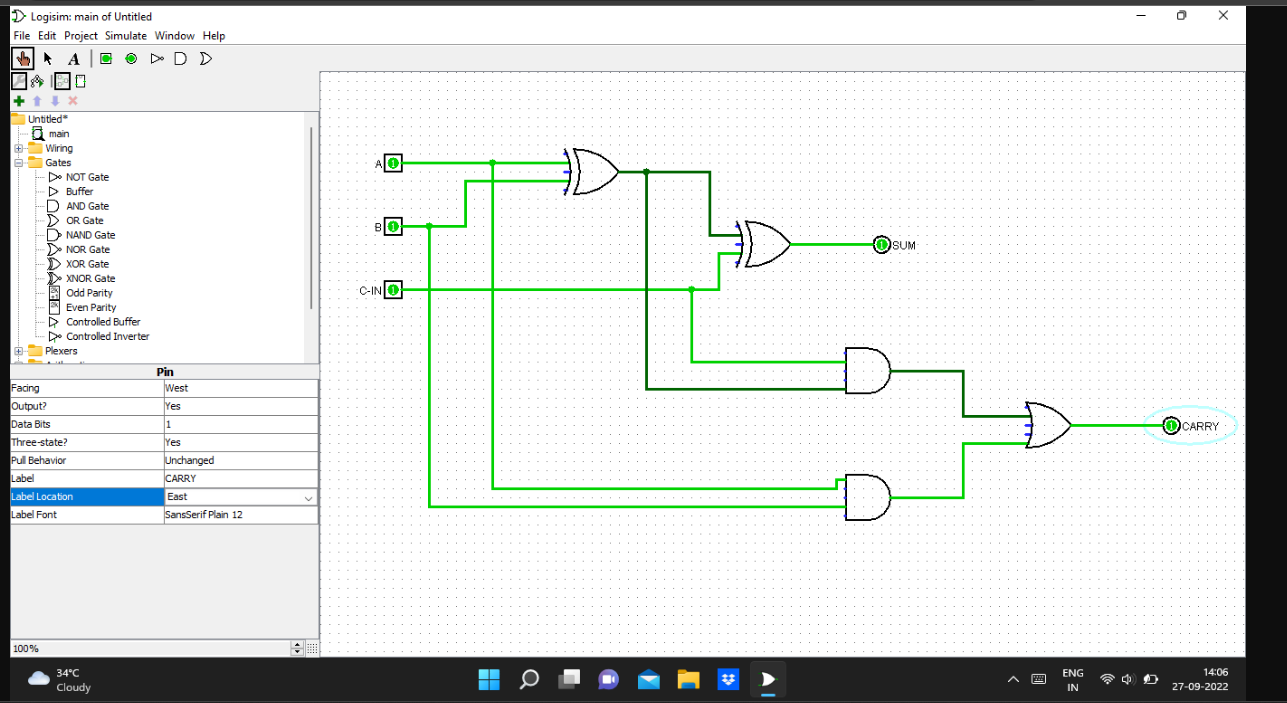 Logisim: main of Untitled
File Edit Project Simulate Window Help
A
Untitled*
main
Wiring
Gates
NOT Gate
Buffer
AND Gate
OR Gate
NAND Gate
NOR Gate
XOR Gate
XNOR Gate
Odd Parity
Even Parity
Controlled Buffer
Controlled Inverter
Plexers
Pin
Facing West
Output? Yes
Data Bits 1
Three-state? Yes
Pull Behavior Unchanged
Label CARRY
Label Location East
Label Font SansSerif Plain 12
100%
A 1
B 1
C-IN 1
1 SUM
1 CARRY
34°C
Cloudy
ENG
IN
14:06
27-09-2022